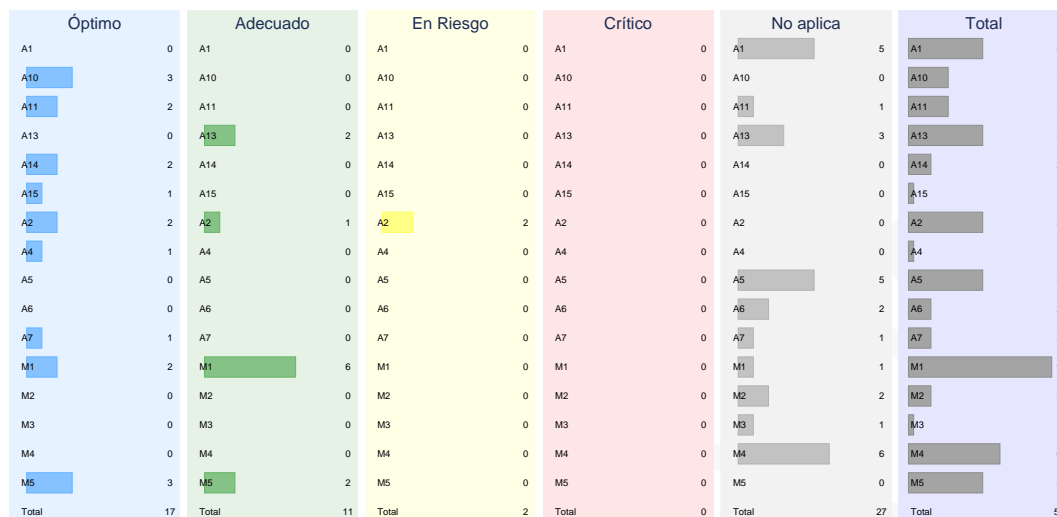 Óptimo Adecuado En Riesgo Crítico No aplica Total
A1 0 A1 0 A1 0 A1 0 A1 5 A1
A10 3 A10 0 A10 0 A10 0 A10 0 A10
A11 2 A11 0 A11 0 A11 0 A11 1 A11
A13 0 A13 2 A13 0 A13 0 A13 3 A13
A14 2 A14 0 A14 0 A14 0 A14 0 A14
A15 1 A15 0 A15 0 A15 0 A15 0 A15
A2 2 A2 1 A2 2 A2 0 A2 0 A2
A4 1 A4 0 A4 0 A4 0 A4 0 A4
A5 0 A5 0 A5 0 A5 0 A5 5 A5
A6 0 A6 0 A6 0 A6 0 A6 2 A6
A7 1 A7 0 A7 0 A7 0 A7 1 A7
M1 2 M1 6 M1 0 M1 0 M1 1 M1
M2 0 M2 0 M2 0 M2 0 M2 2 M2
M3 0 M3 0 M3 0 M3 0 M3 1 M3
M4 0 M4 0 M4 0 M4 0 M4 6 M4
M5 3 M5 2 M5 0 M5 0 M5 0 M5
Total 17 Total 11 Total 2 Total 0 Total 27 Total